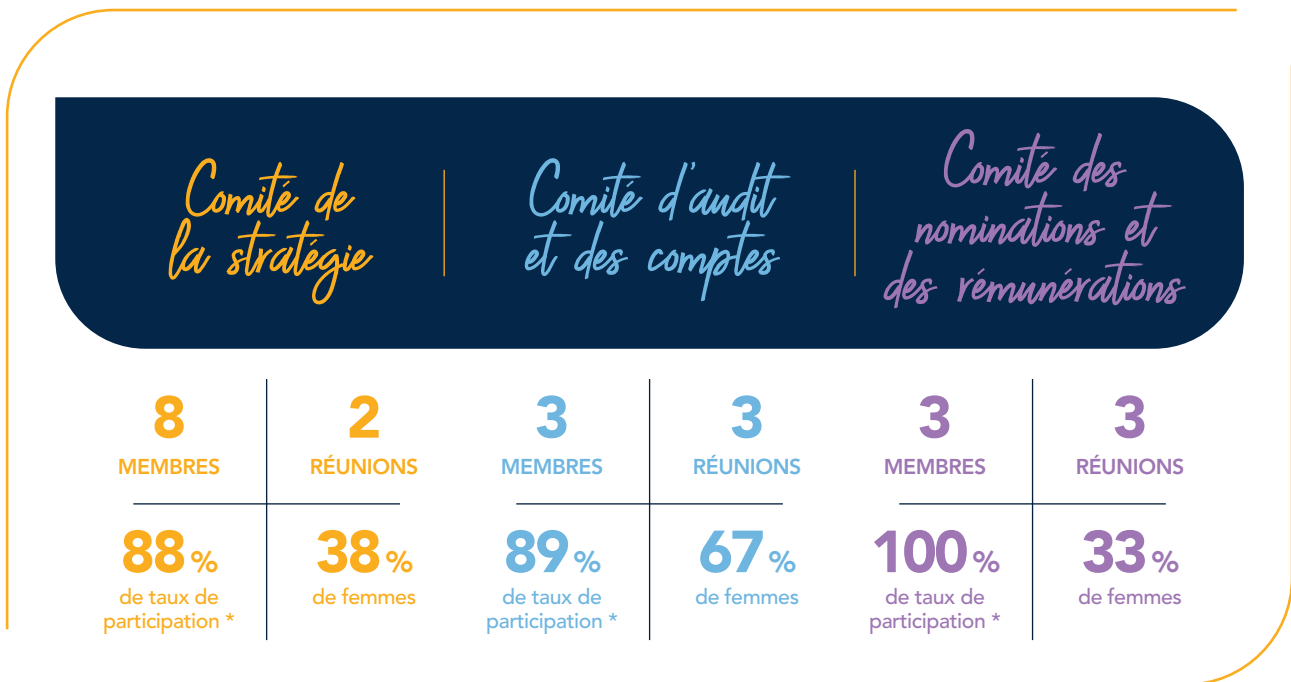 Comité de
la stratégie
Comité d'audit
et des comptes
Comité des
nominations et
des rémunérations
8
MEMBRES
2
RÉUNIONS
88 %
de taux de
participation *
38 %
de femmes
3
MEMBRES
3
RÉUNIONS
89 %
de taux de
participation *
67 %
de femmes
3
MEMBRES
3
RÉUNIONS
100 %
de taux de
participation *
33 %
de femmes